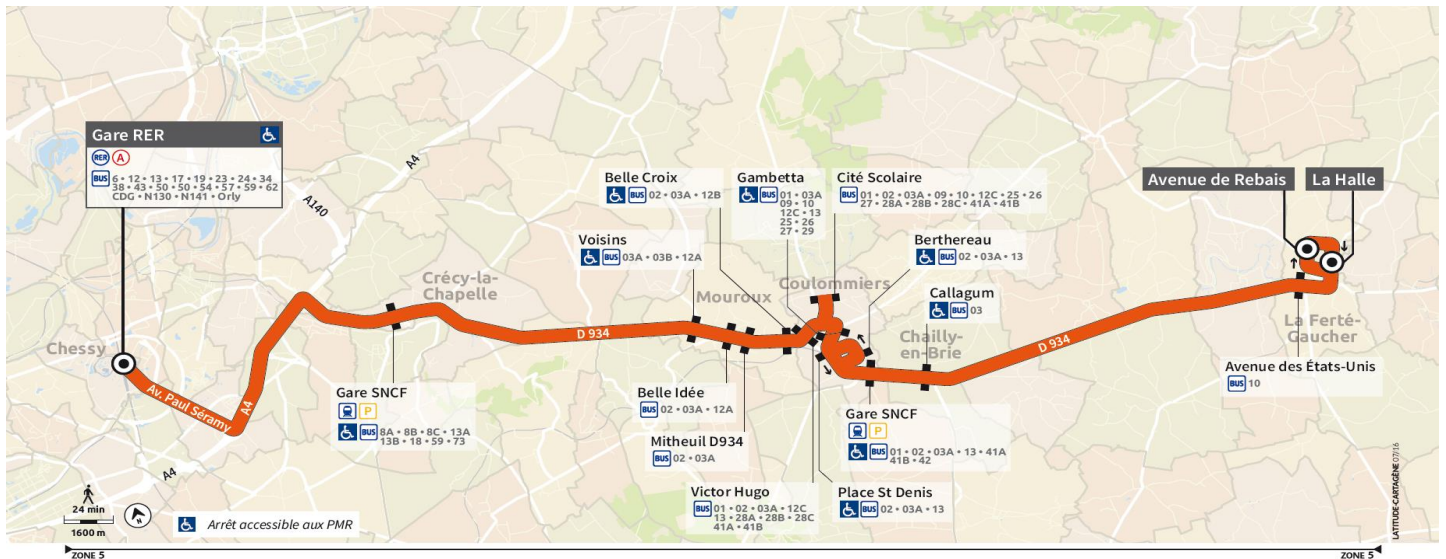 Gare RER
RER A
BUS 6 • 12 • 13 • 17 • 19 • 23 • 24 • 34
38 • 43 • 50 • 50 • 54 • 57 • 59 • 62
CDG • N130 • N141 • Orly
A4
A140
Crécy-la-
Chapelle
Chessy
Av. Paul Séramy
A4
A4
Gare SNCF
P
BUS 8A • 8B • 8C • 13A
13B • 18 • 59 • 73
D 934
Voisins
BUS 03A • 03B • 12A
Belle Croix
BUS 02 • 03A • 12B
Gambetta
BUS 01 • 03A
09 • 10
12C • 13
25 • 26
27 • 29
Cité Scolaire
BUS 01 • 02 • 03A • 09 • 10 • 12C • 25 • 26
27 • 28A • 28B • 28C • 41A • 41B
Mouroux
Coulommiers
Berthereau
BUS 02 • 03A • 13
Callagum
BUS 03
Chailly-
en-Brie
Belle Idée
BUS 02 • 03A • 12A
Mitheuil D934
BUS 02 • 03A
Victor Hugo
BUS 01 • 02 • 03A • 12C
13 • 28A • 28B • 28C
41A • 41B
Place St Denis
BUS 02 • 03A • 13
Gare SNCF
P
BUS 01 • 02 • 03A • 13 • 41A
41B • 42
D 934
Avenue de Rebais
La Halle
La Ferté-
Gaucher
Avenue des États-Unis
BUS 10
24 min
1600 m
N
Arrêt accessible aux PMR
LATITUDE-CARTAGÈNE 07/16
ZONE 5
ZONE 5